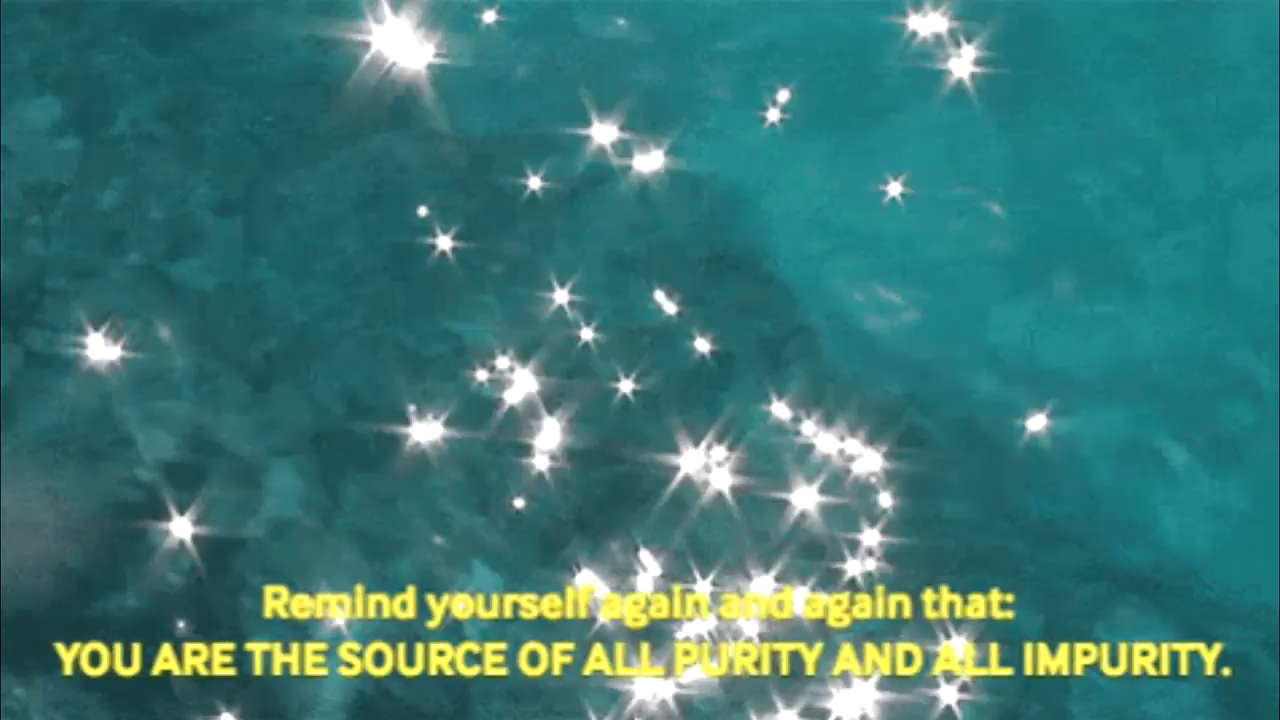 Remind yourself again and again that:
YOU ARE THE SOURCE OF ALL PURITY AND ALL IMPURITY.